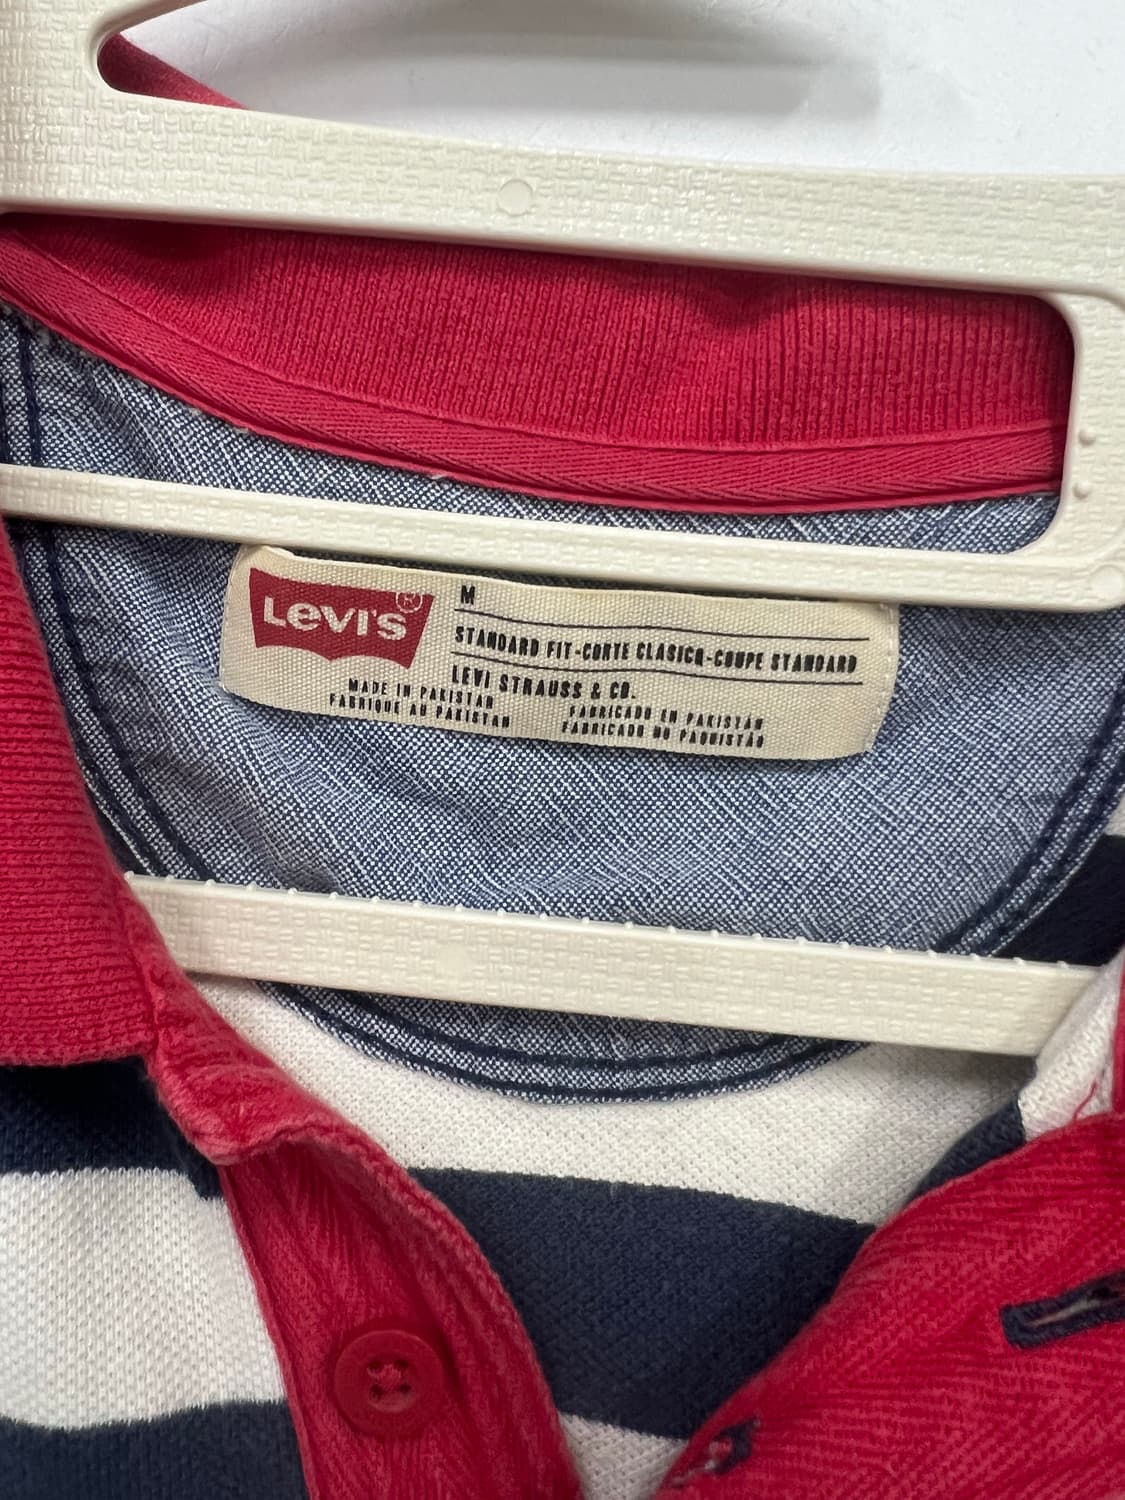 LEVI'S®
M
STANDARD FIT-CORTE CLASICO-COUPE STANDARD
LEVI STRAUSS & CO.
MADE IN PAKISTAN
FABRIQUE AU PAKISTAN
FABRICADO EN PAKISTÁN
FABRICADO NO PAQUISTÃO